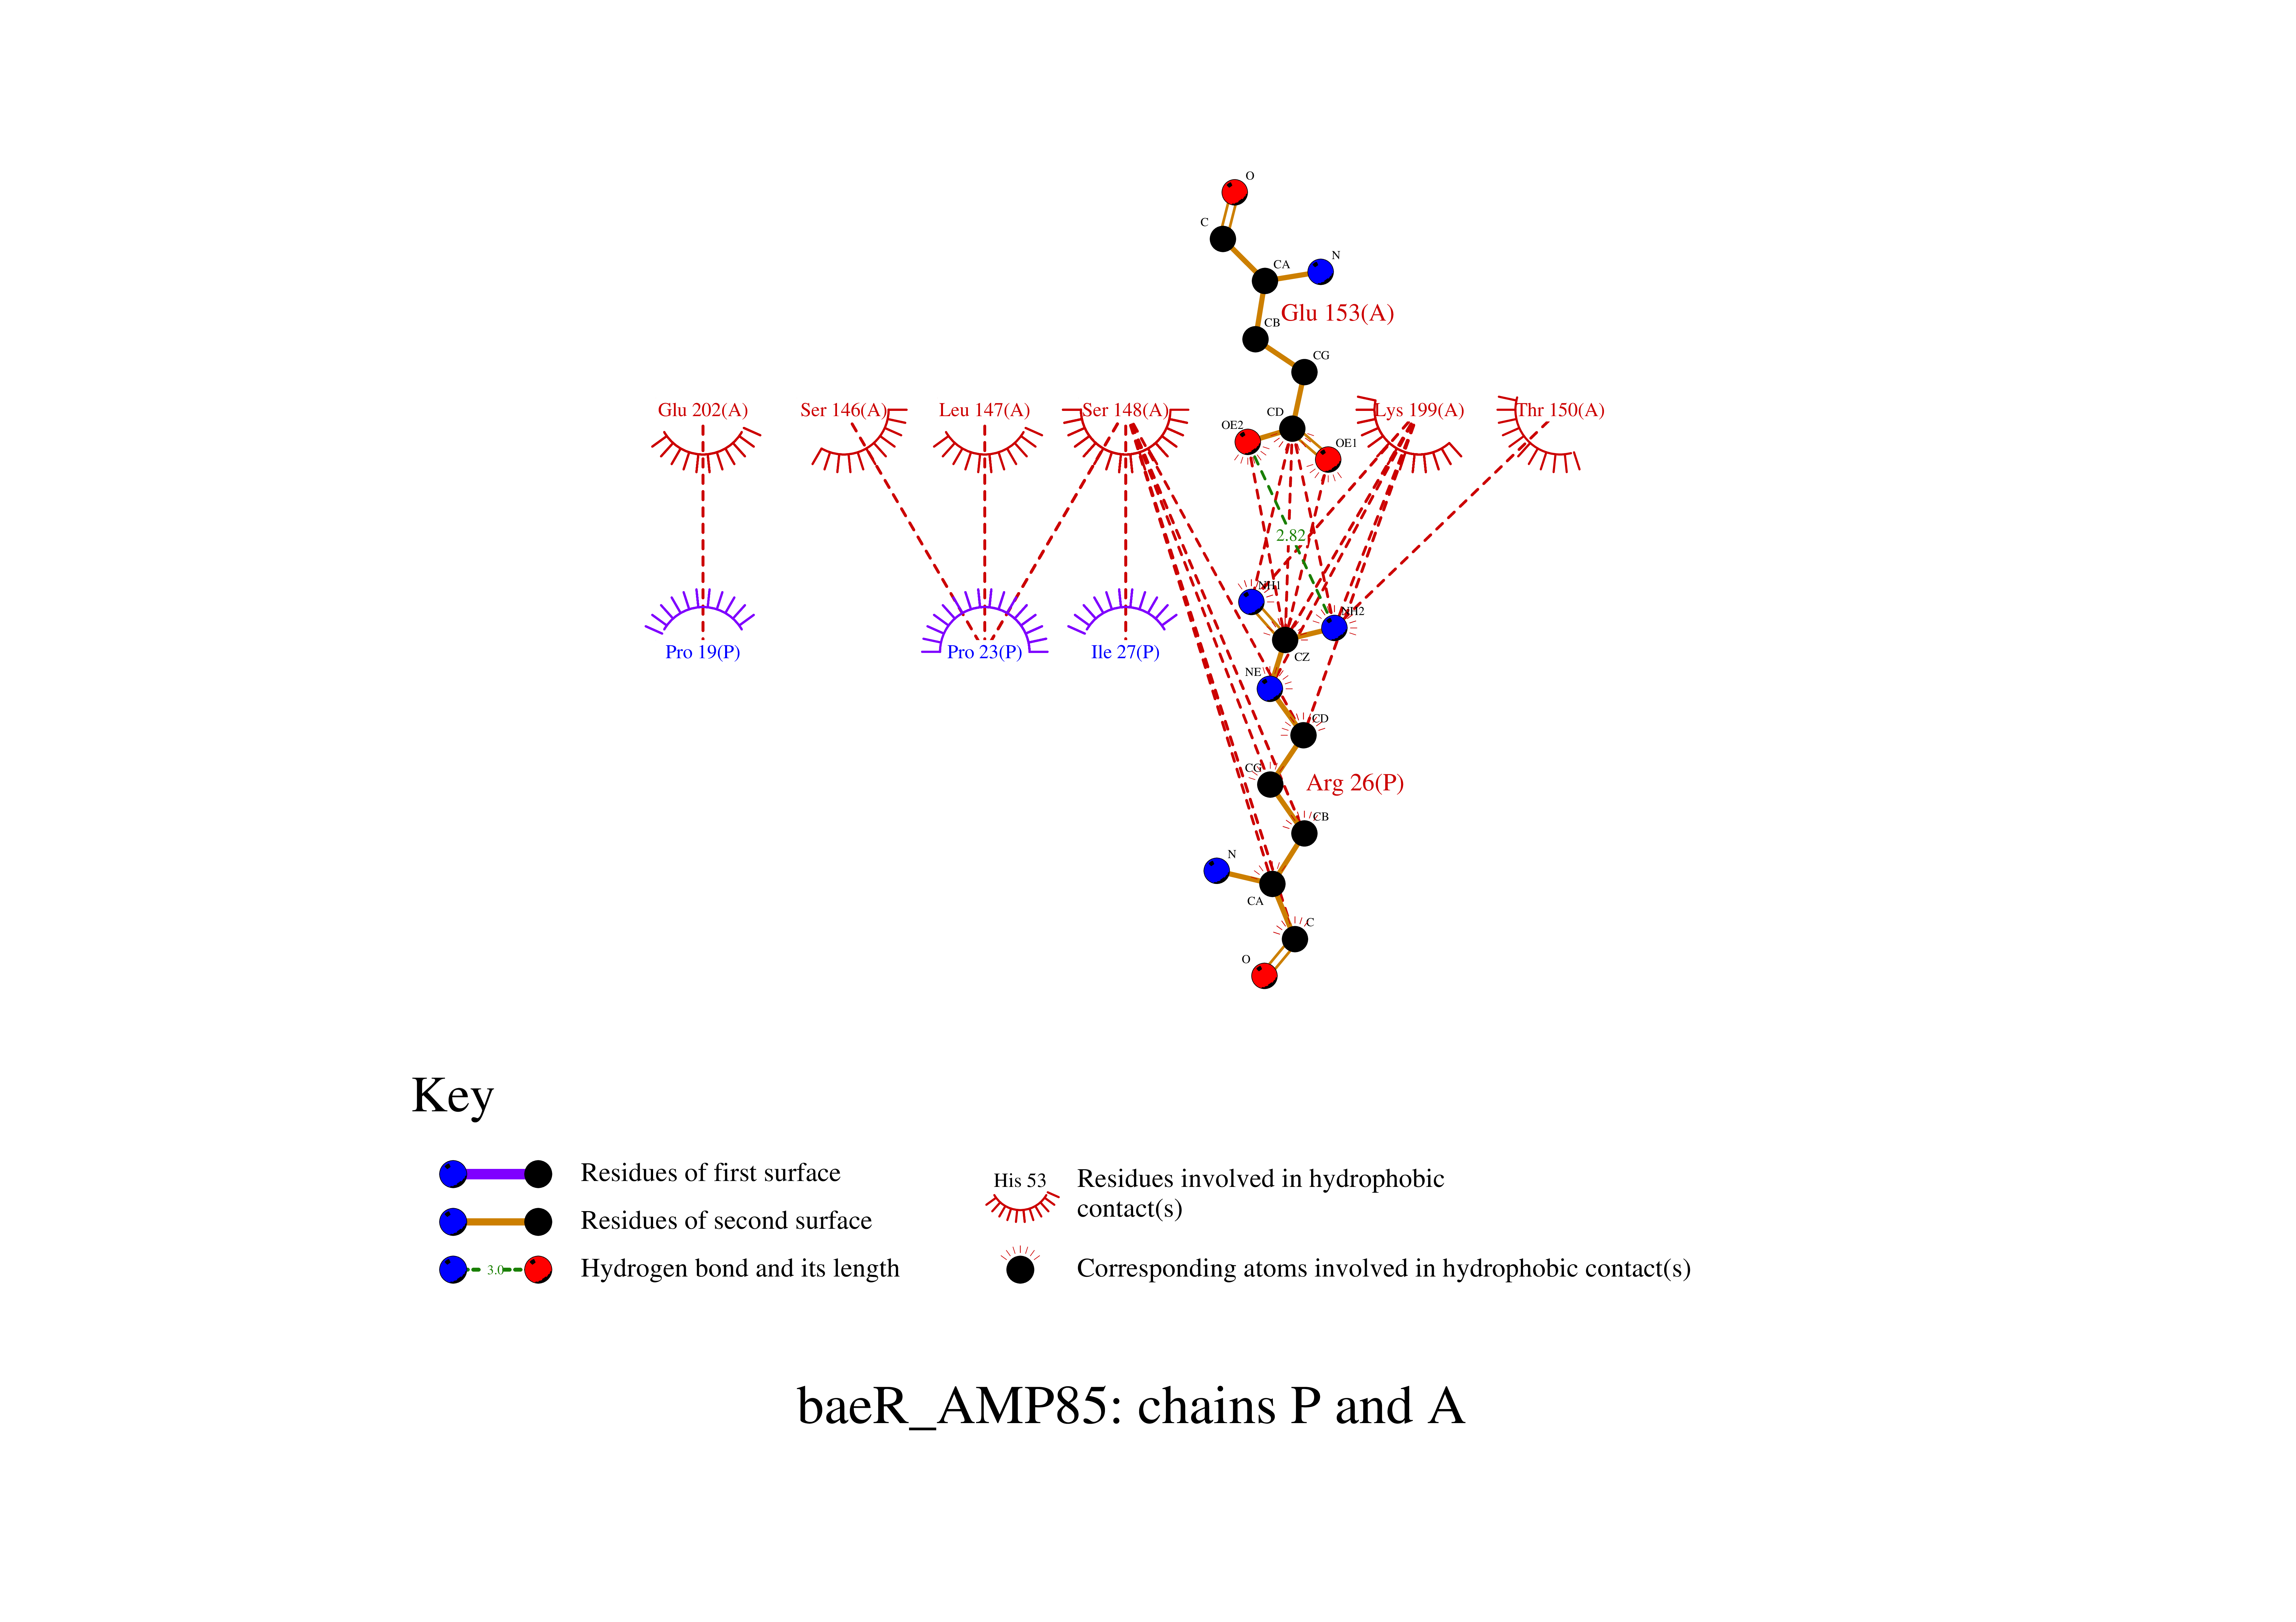 O
C
CA
N
Glu 153(A)
CB
CG
Glu 202(A) Ser 146(A) Leu 147(A) Ser 148(A) CD Lys 199(A) Thr 150(A)
OE2
OE1
2.82
NH1
NH2
Pro 19(P) Pro 23(P) Ile 27(P) CZ
NE
CD
CG
Arg 26(P)
CB
N
CA
C
O
Key
Residues of first surface
His 53 Residues involved in hydrophobic
contact(s)
Residues of second surface
3.0 Hydrogen bond and its length
Corresponding atoms involved in hydrophobic contact(s)
baeR_AMP85: chains P and A